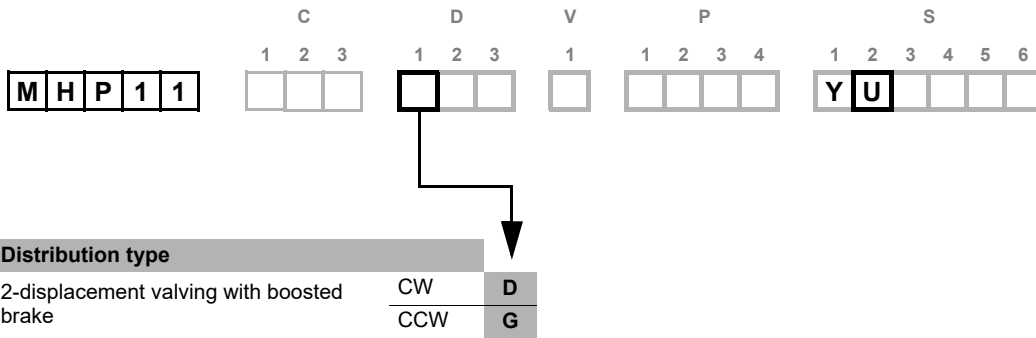 C D V P S
1 2 3 1 2 3 1 1 2 3 4 1 2 3 4 5 6
M H P 1 1 Y U
Distribution type
2-displacement valving with boosted brake CW D
CCW G